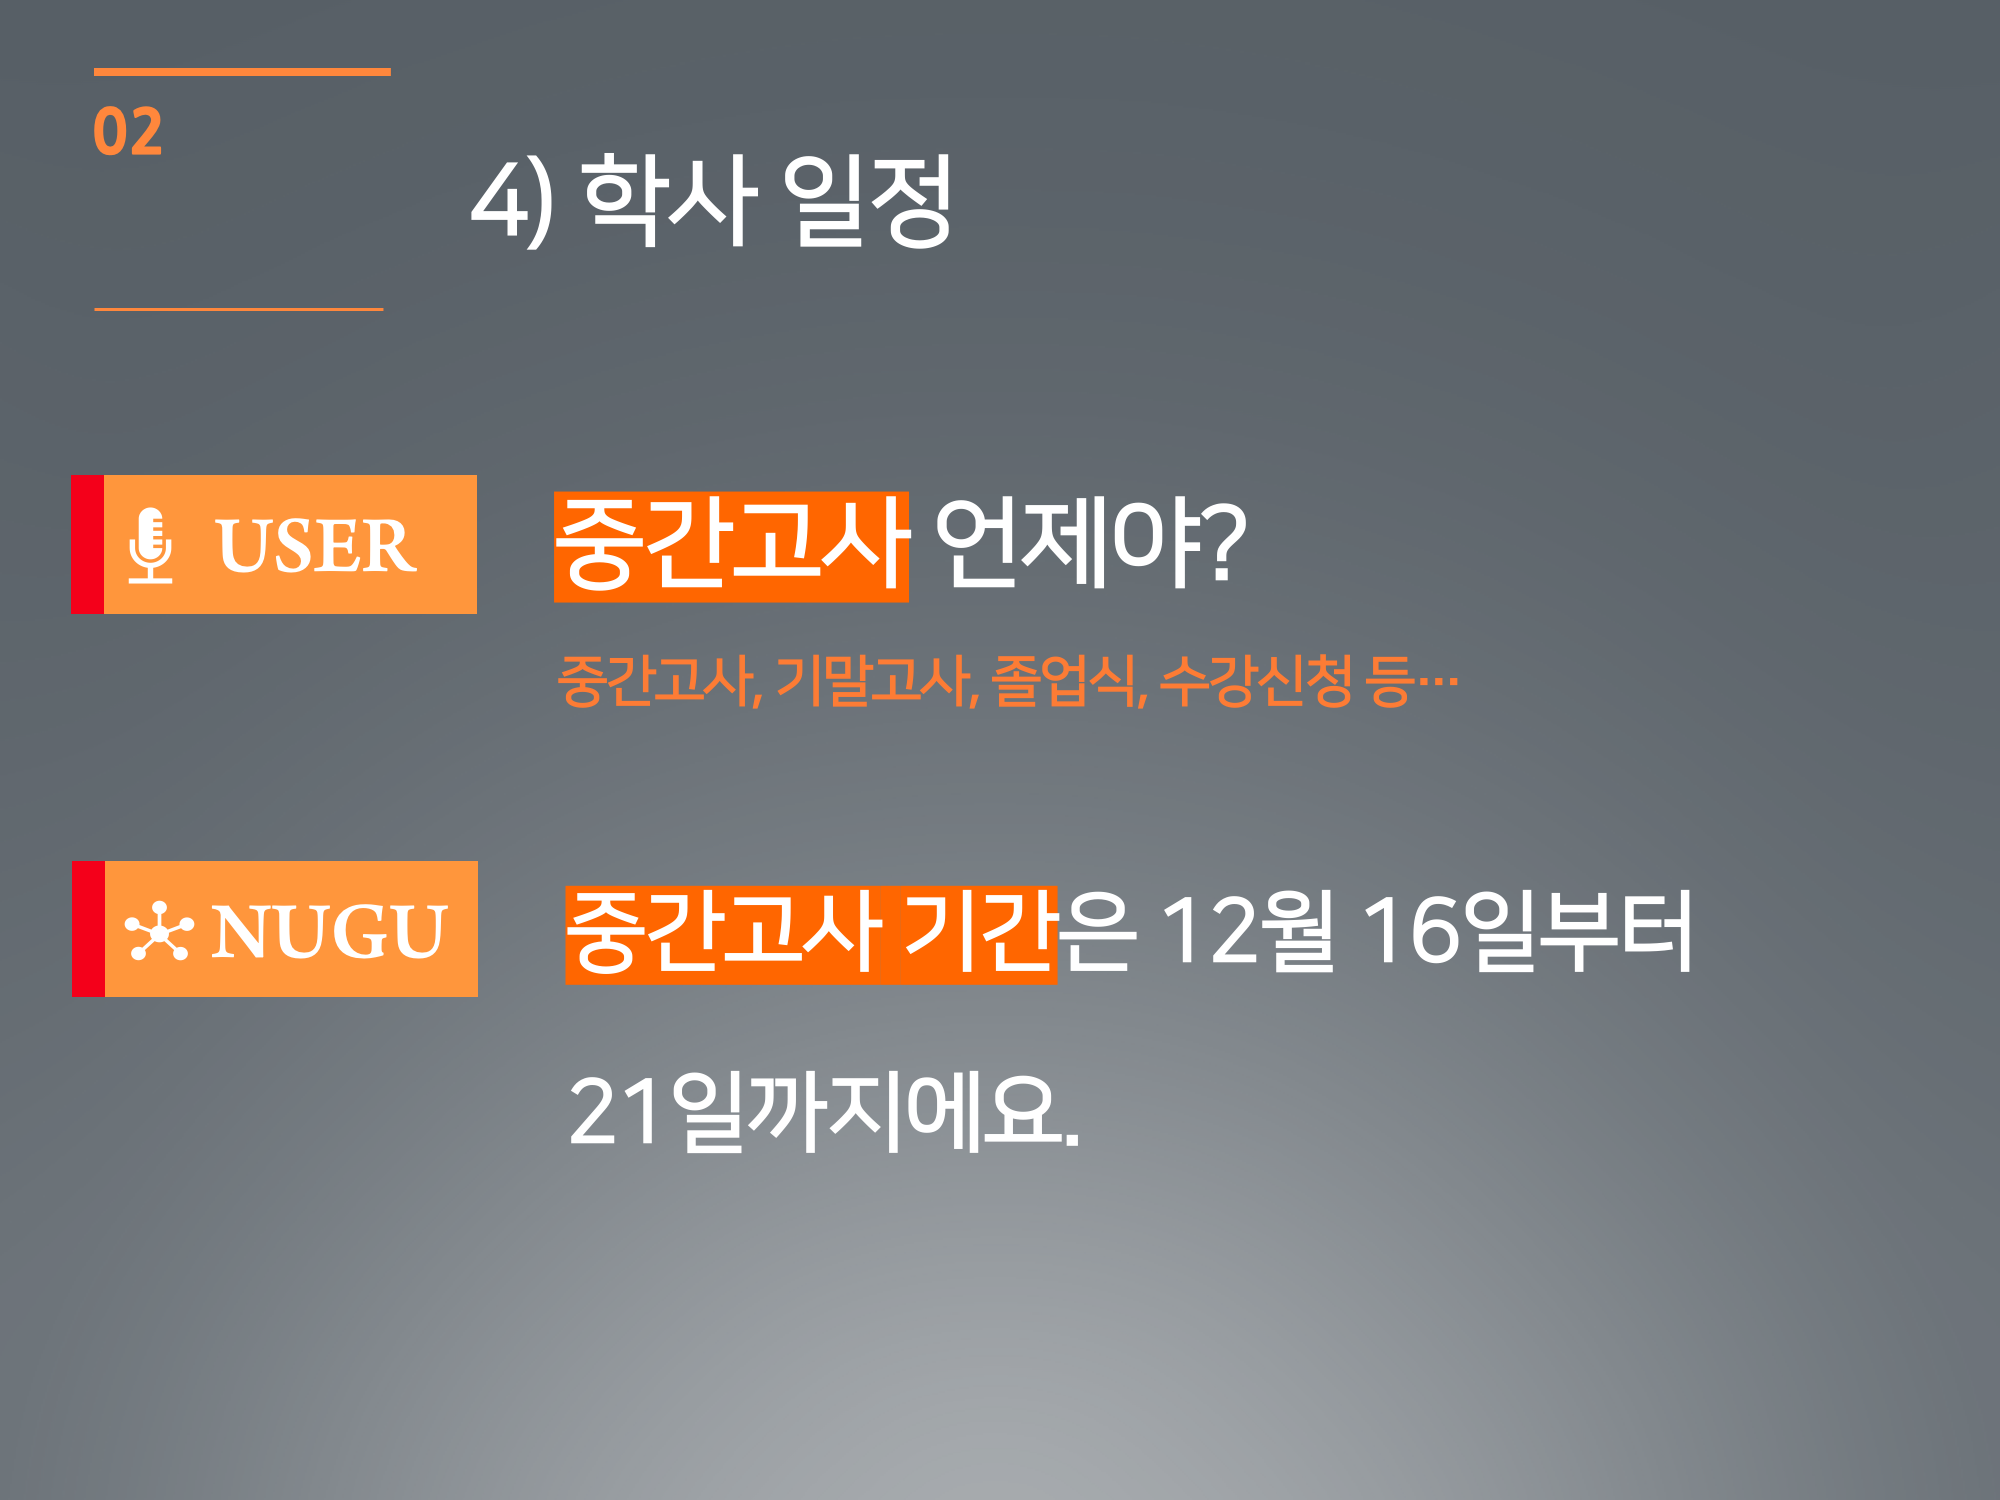 02
4) 학사 일정
USER
중간고사 언제야?
중간고사, 기말고사, 졸업식, 수강신청 등…
NUGU
중간고사 기간은 12월 16일부터
21일까지에요.